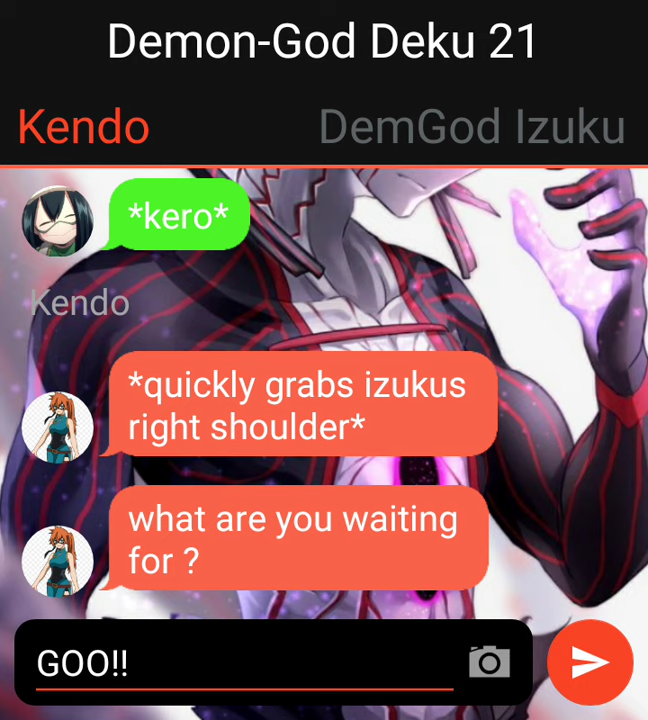 Demon-God Deku 21
Kendo
DemGod Izuku
*kero*
Kendo
*quickly grabs izukus
right shoulder*
what are you waiting
for ?
GOO!!